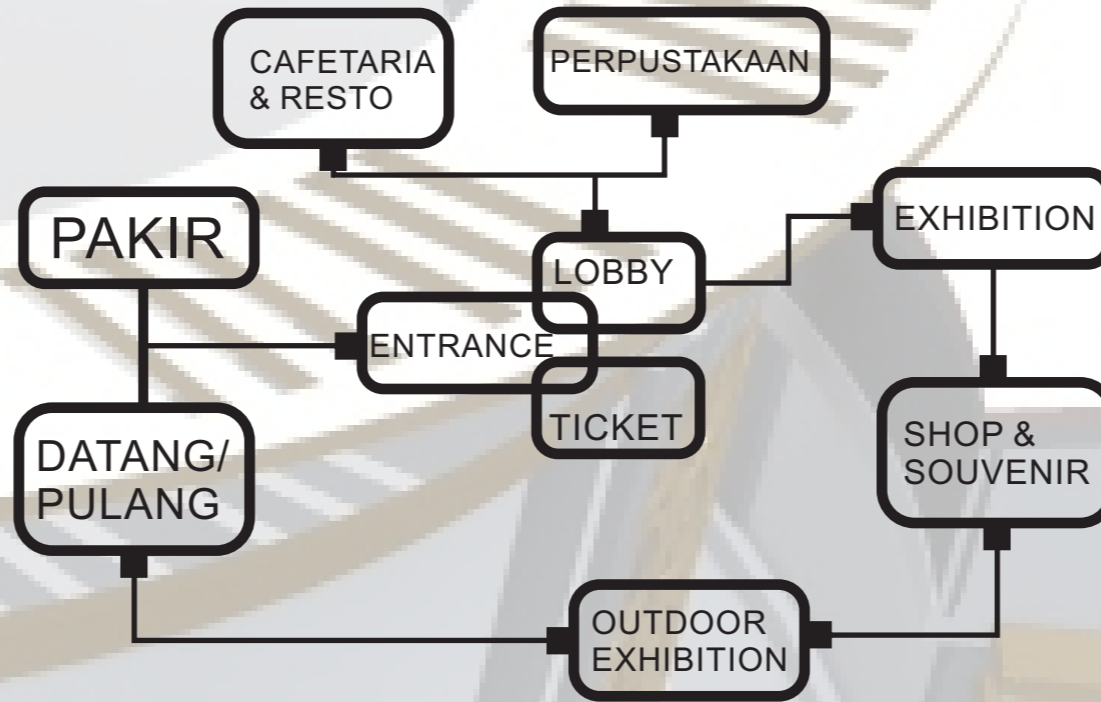 CAFETARIA
& RESTO
PERPUSTAKAAN
PAKIR
LOBBY
EXHIBITION
ENTRANCE
TICKET
DATANG/
PULANG
SHOP &
SOUVENIR
OUTDOOR
EXHIBITION